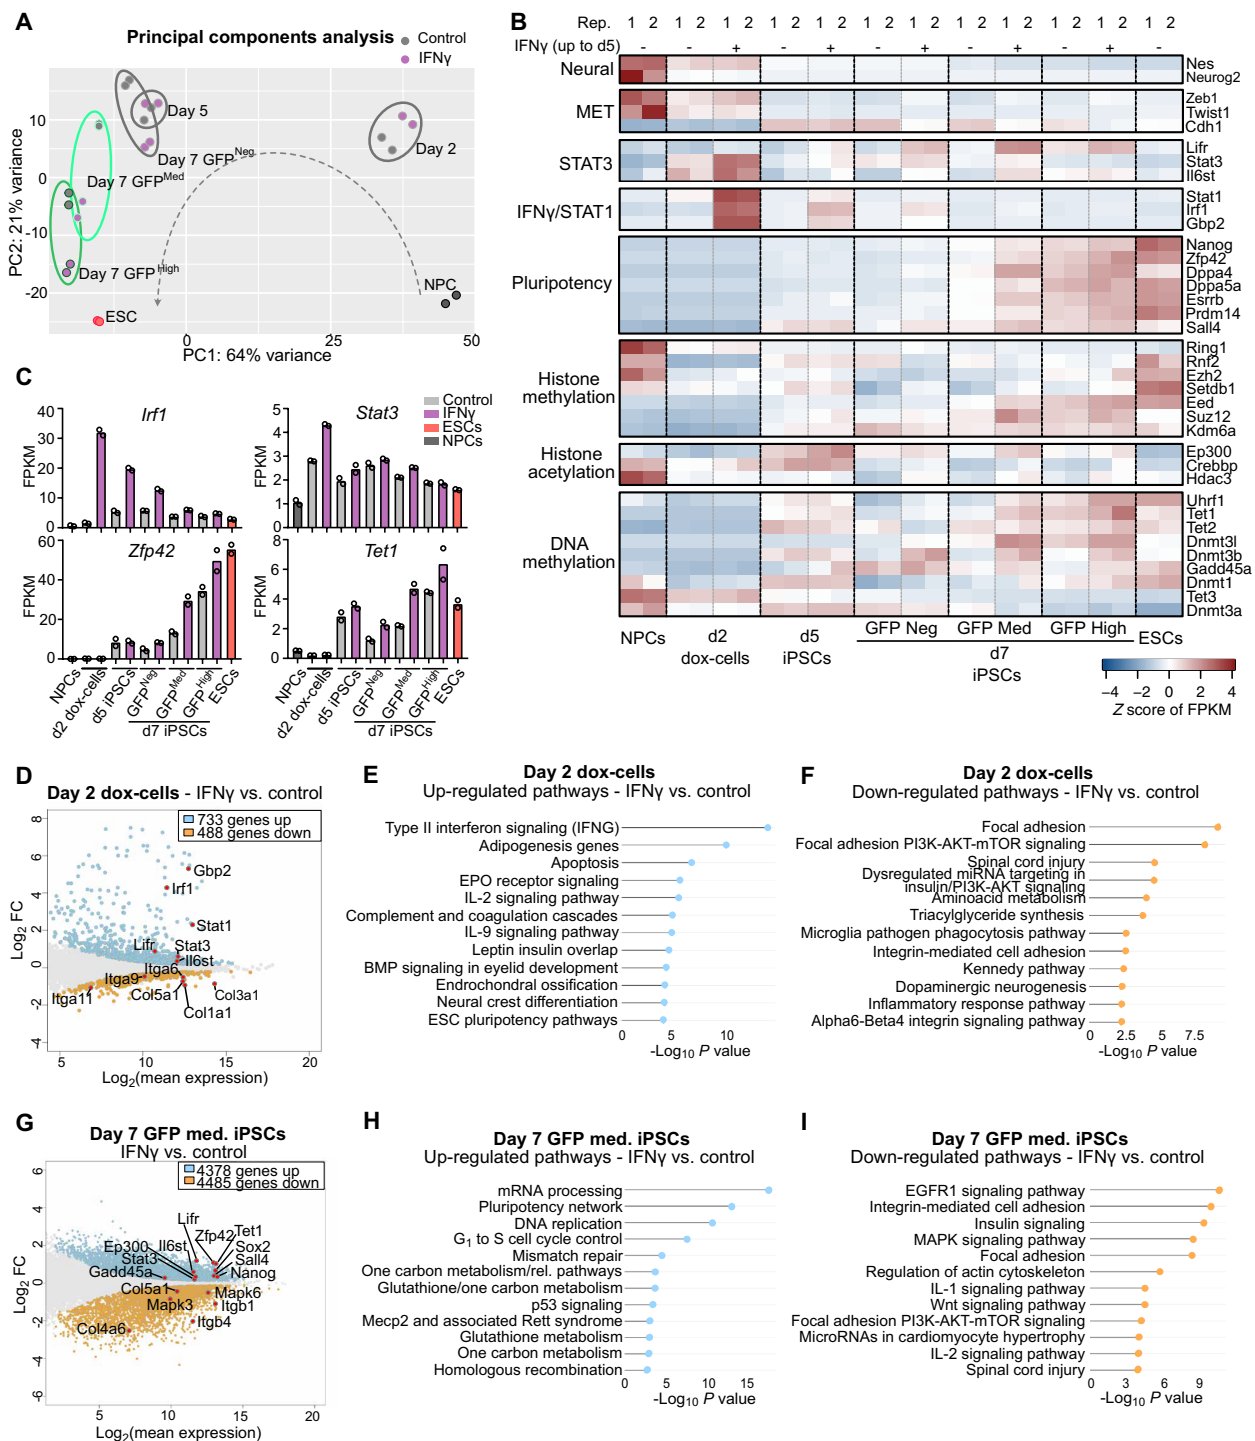 A
Principal components analysis
Control
IFNγ
PC2: 21% variance
10
0
-10
-20
Day 5
Day 2
Day 7 GFP^Neg
Day 7 GFP^Med
Day 7 GFP^High
NPC
ESC
0
25
50
PC1: 64% variance
B
Rep. 1 2 1 2 1 2 1 2 1 2 1 2 1 2 1 2 1 2 1 2 1 2 1 2
IFNγ (up to d5) - - + - + - + - + - + -
Neural
Nes
Neurog2
MET
Zeb1
Twist1
Cdh1
STAT3
Lifr
Stat3
Il6st
IFNγ/STAT1
Stat1
Irf1
Gbp2
Pluripotency
Nanog
Zfp42
Dppa4
Dppa5a
Esrrb
Prdm14
Sall4
Histone
methylation
Ring1
Rnf2
Ezh2
Setdb1
Eed
Suz12
Kdm6a
Histone
acetylation
Ep300
Crebbp
Hdac3
DNA
methylation
Uhrf1
Tet1
Tet2
Dnmt3l
Dnmt3b
Gadd45a
Dnmt1
Tet3
Dnmt3a
NPCs
d2
dox-cells
d5
iPSCs
GFP Neg
GFP Med
GFP High
d7
iPSCs
ESCs
−4 −2 0 2 4
Z score of FPKM
C
Control
IFNγ
ESCs
NPCs
Irf1
FPKM
40
30
20
10
0
Stat3
FPKM
5
4
3
2
1
0
Zfp42
FPKM
60
40
20
0
Tet1
FPKM
8
6
4
2
0
NPCs
d2 dox-cells
d5 iPSCs
GFP^Neg
GFP^Med
GFP^High
ESCs
d7 iPSCs
NPCs
d2 dox-cells
d5 iPSCs
GFP^Neg
GFP^Med
GFP^High
ESCs
d7 iPSCs
D
Day 2 dox-cells - IFNγ vs. control
733 genes up
488 genes down
Log2 FC
8
6
4
2
0
-2
-4
Gbp2
Irf1
Stat1
Lifr
Stat3
Il6st
Itga6
Itga9
Itga11
Col5a1
Col3a1
Col1a1
5 10 15 20
Log2(mean expression)
E
Day 2 dox-cells
Up-regulated pathways - IFNγ vs. control
Type II interferon signaling (IFNG)
Adipogenesis genes
Apoptosis
EPO receptor signaling
IL-2 signaling pathway
Complement and coagulation cascades
IL-9 signaling pathway
Leptin insulin overlap
BMP signaling in eyelid development
Endrochondral ossification
Neural crest differentiation
ESC pluripotency pathways
0 5 10
-Log10 P value
F
Day 2 dox-cells
Down-regulated pathways - IFNγ vs. control
Focal adhesion
Focal adhesion PI3K-AKT-mTOR signaling
Spinal cord injury
Dysregulated miRNA targeting in
insulin/PI3K-AKT signaling
Aminoacid metabolism
Triacylglyceride synthesis
Microglia pathogen phagocytosis pathway
Integrin-mediated cell adhesion
Kennedy pathway
Dopaminergic neurogenesis
Inflammatory response pathway
Alpha6-Beta4 integrin signaling pathway
0 2.5 5 7.5
-Log10 P value
G
Day 7 GFP med. iPSCs
IFNγ vs. control
4378 genes up
4485 genes down
Log2 FC
6
4
2
0
-2
-4
-6
Lifr
Zfp42
Tet1
Ep300
Il6st
Sox2
Stat3
Sall4
Gadd45a
Nanog
Col5a1
Mapk6
Mapk3
Itgb1
Itgb4
Col4a6
5 10 15 20
Log2(mean expression)
H
Day 7 GFP med. iPSCs
Up-regulated pathways - IFNγ vs. control
mRNA processing
Pluripotency network
DNA replication
G1 to S cell cycle control
Mismatch repair
One carbon metabolism/rel. pathways
Glutathione/one carbon metabolism
p53 signaling
Mecp2 and associated Rett syndrome
Glutathione metabolism
One carbon metabolism
Homologous recombination
0 5 10 15
-Log10 P value
I
Day 7 GFP med. iPSCs
Down-regulated pathways - IFNγ vs. control
EGFR1 signaling pathway
Integrin-mediated cell adhesion
Insulin signaling
MAPK signaling pathway
Focal adhesion
Regulation of actin cytoskeleton
IL-1 signaling pathway
Wnt signaling pathway
Focal adhesion PI3K-AKT-mTOR signaling
MicroRNAs in cardiomyocyte hypertrophy
IL-2 signaling pathway
Spinal cord injury
0 3 6 9
-Log10 P value